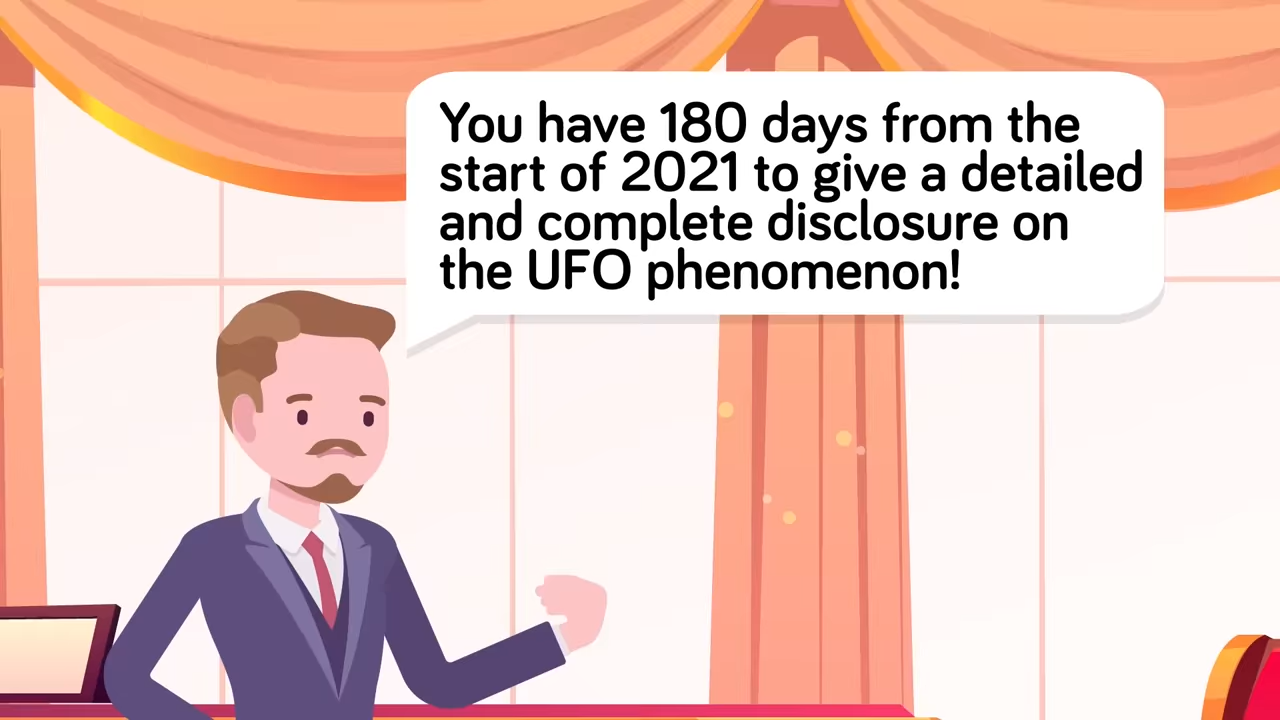 You have 180 days from the
start of 2021 to give a detailed
and complete disclosure on
the UFO phenomenon!